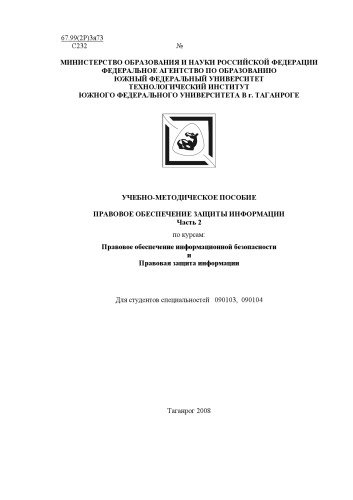 67.99(2Р)3я73
С232 №
МИНИСТЕРСТВО ОБРАЗОВАНИЯ И НАУКИ РОССИЙСКОЙ ФЕДЕРАЦИИ
ФЕДЕРАЛЬНОЕ АГЕНТСТВО ПО ОБРАЗОВАНИЮ
ЮЖНЫЙ ФЕДЕРАЛЬНЫЙ УНИВЕРСИТЕТ
ТЕХНОЛОГИЧЕСКИЙ ИНСТИТУТ
ЮЖНОГО ФЕДЕРАЛЬНОГО УНИВЕРСИТЕТА В г. ТАГАНРОГЕ
УЧЕБНО-МЕТОДИЧЕСКОЕ ПОСОБИЕ
ПРАВОВОЕ ОБЕСПЕЧЕНИЕ ЗАЩИТЫ ИНФОРМАЦИИ
Часть 2
по курсам:
Правовое обеспечение информационной безопасности
и
Правовая защита информации
Для студентов специальностей 090103, 090104
Таганрог 2008